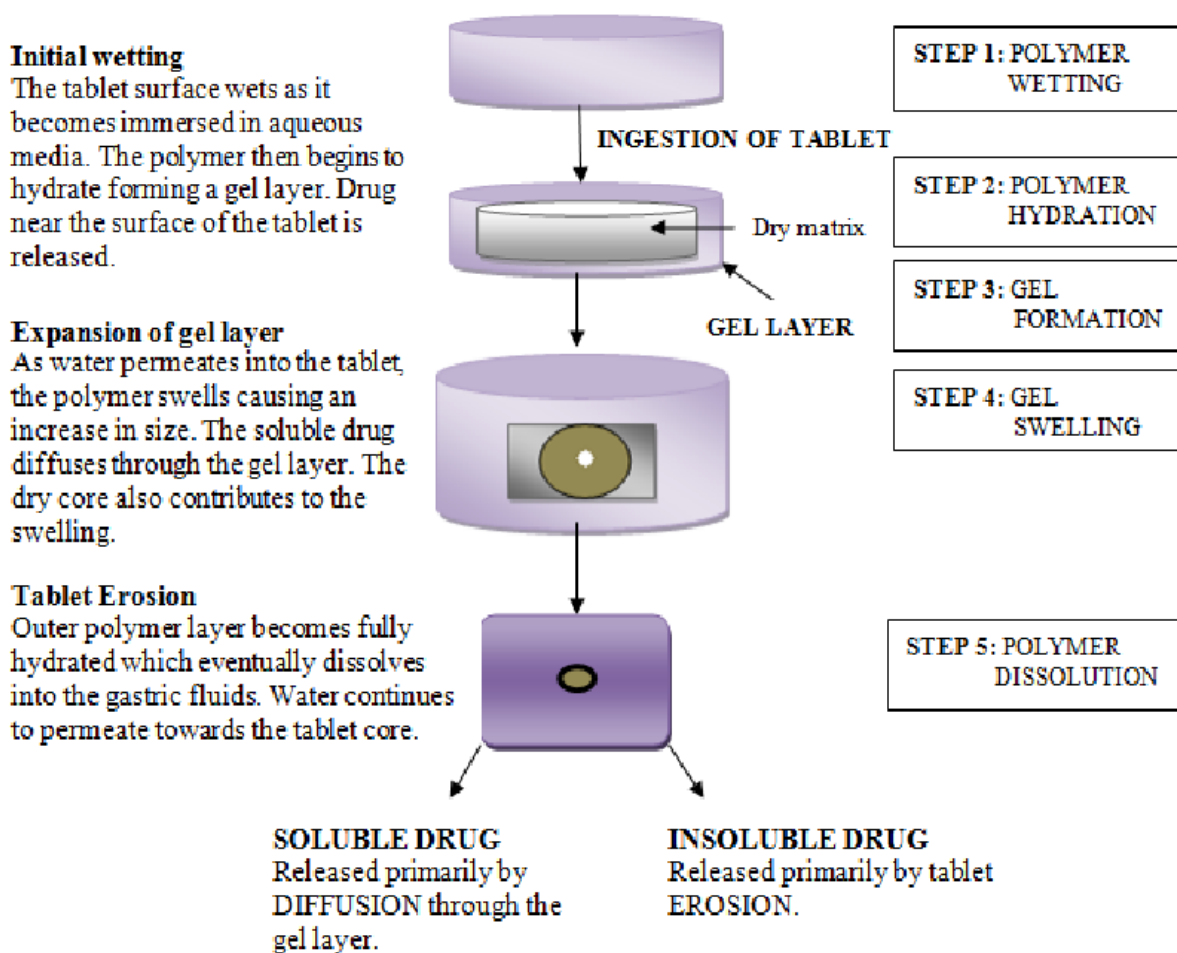 Initial wetting
The tablet surface wets as it
becomes immersed in aqueous
media. The polymer then begins to
hydrate forming a gel layer. Drug
near the surface of the tablet is
released.
STEP 1: POLYMER
WETTING
INGESTION OF TABLET
STEP 2: POLYMER
HYDRATION
Dry matrix
GEL LAYER
STEP 3: GEL
FORMATION
Expansion of gel layer
As water permeates into the tablet,
the polymer swells causing an
increase in size. The soluble drug
diffuses through the gel layer. The
dry core also contributes to the
swelling.
STEP 4: GEL
SWELLING
Tablet Erosion
Outer polymer layer becomes fully
hydrated which eventually dissolves
into the gastric fluids. Water continues
to permeate towards the tablet core.
STEP 5: POLYMER
DISSOLUTION
SOLUBLE DRUG
Released primarily by
DIFFUSION through the
gel layer.
INSOLUBLE DRUG
Released primarily by tablet
EROSION.